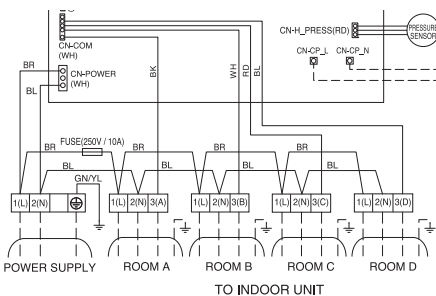 CN-COM
(WH)
CN-H_PRESS(RD)
PRESSURE
SENSOR
CN-CP_L CN-CP_N
BR
CN-POWER
(WH)
BL
BK
WH
RD
BL
FUSE(250V / 10A)
BR
BR
BR
BR
BL
BL
BL
BL
GN/YL
1(L) 2(N)
1(L) 2(N) 3(A)
1(L) 2(N) 3(B)
1(L) 2(N) 3(C)
1(L) 2(N) 3(D)
POWER SUPPLY
ROOM A
ROOM B
ROOM C
ROOM D
TO INDOOR UNIT